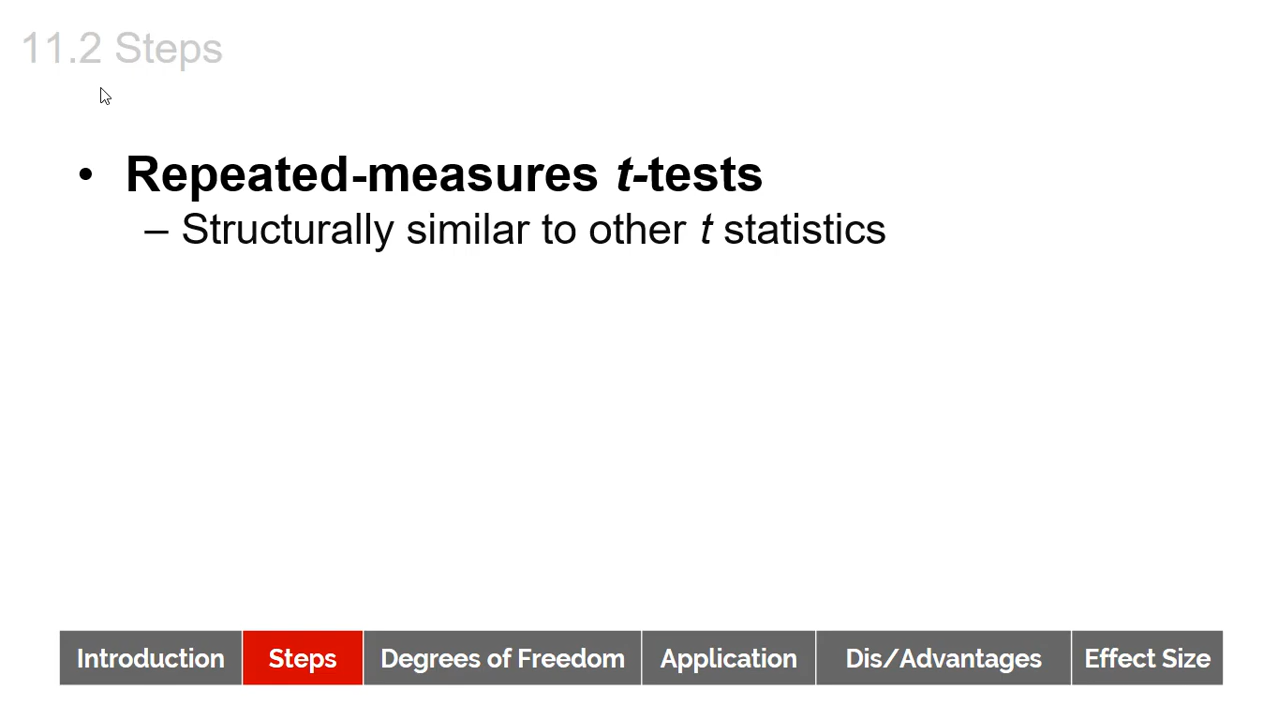 11.2 Steps
• Repeated-measures t-tests
– Structurally similar to other t statistics
Introduction Steps Degrees of Freedom Application Dis/Advantages Effect Size